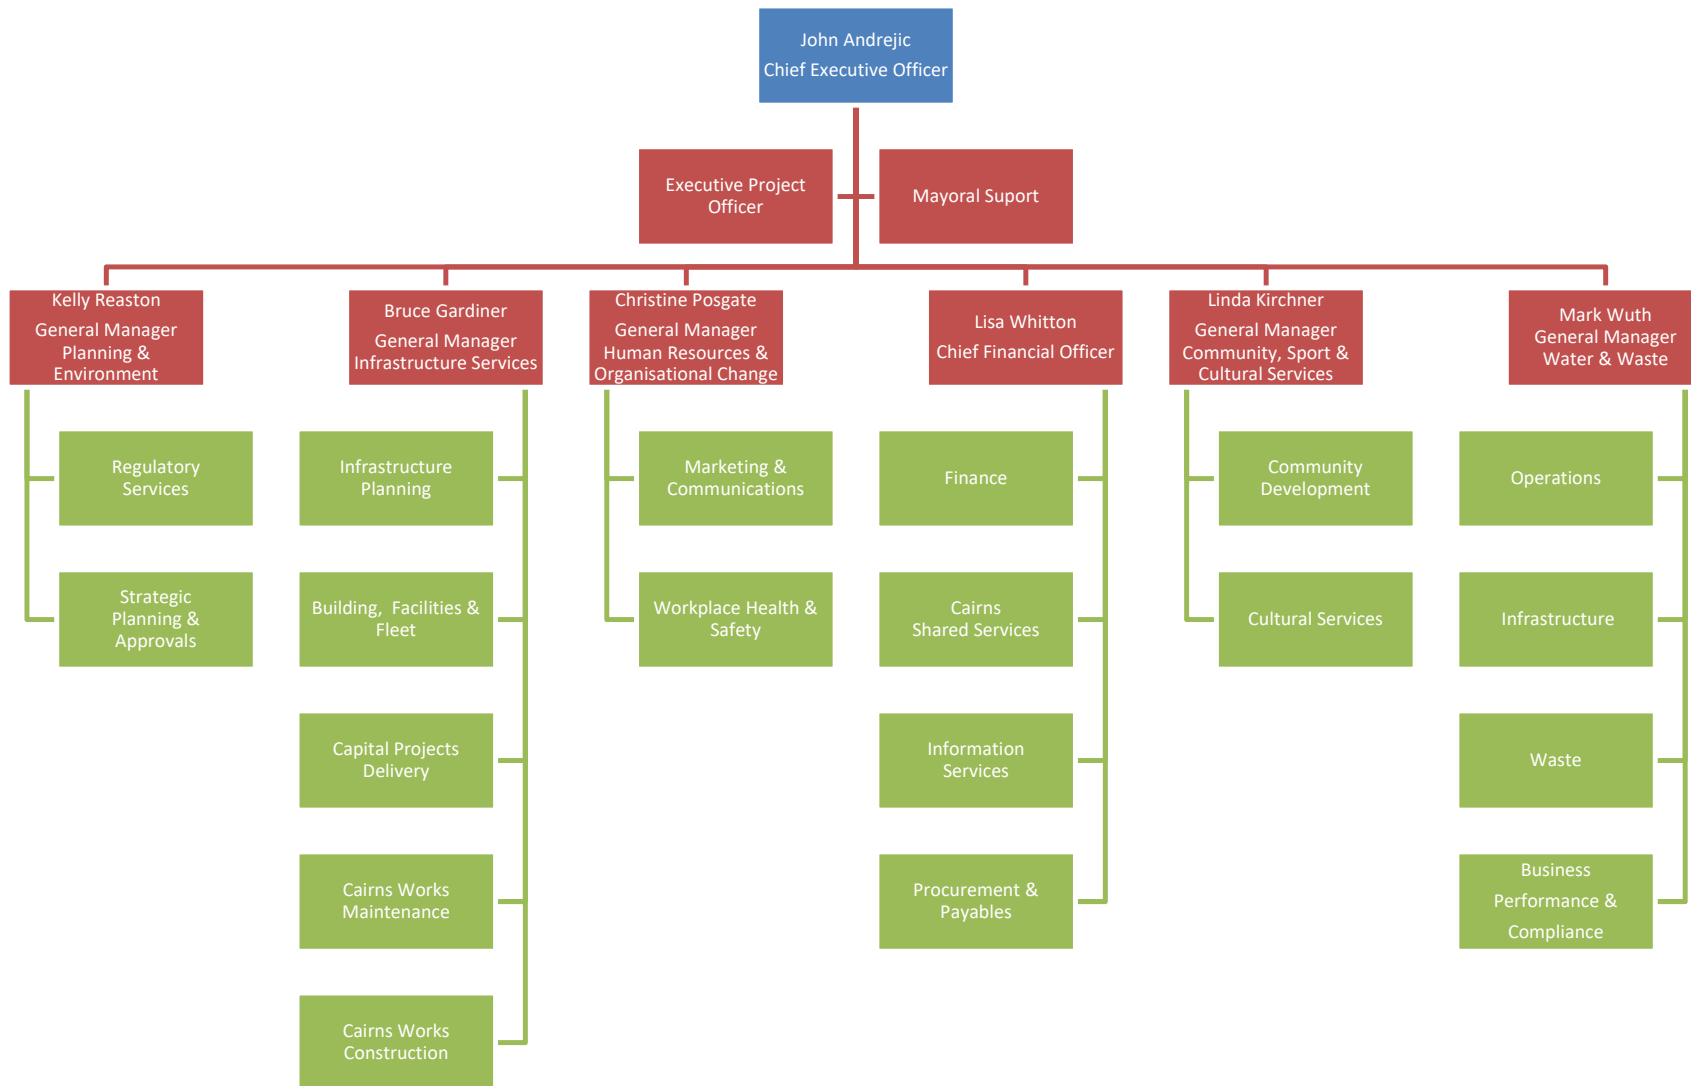 John Andrejic
Chief Executive Officer
Executive Project
Officer
Mayoral Suport
Kelly Reaston
General Manager
Planning &
Environment
Bruce Gardiner
General Manager
Infrastructure Services
Christine Posgate
General Manager
Human Resources &
Organisational Change
Lisa Whitton
Chief Financial Officer
Linda Kirchner
General Manager
Community, Sport &
Cultural Services
Mark Wuth
General Manager
Water & Waste
Regulatory
Services
Infrastructure
Planning
Marketing &
Communications
Finance
Community
Development
Operations
Strategic
Planning &
Approvals
Building, Facilities &
Fleet
Workplace Health &
Safety
Cairns
Shared Services
Cultural Services
Infrastructure
Capital Projects
Delivery
Information
Services
Waste
Cairns Works
Maintenance
Procurement &
Payables
Business
Performance &
Compliance
Cairns Works
Construction